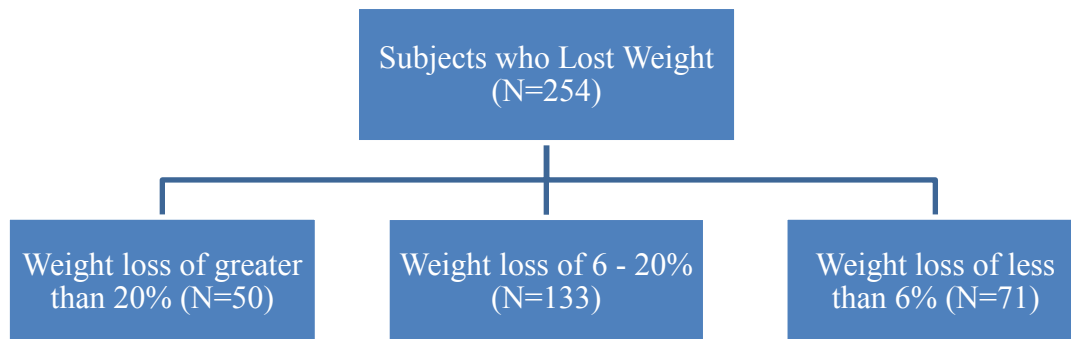 Subjects who Lost Weight
(N=254)
Weight loss of greater
than 20% (N=50)
Weight loss of 6 - 20%
(N=133)
Weight loss of less
than 6% (N=71)